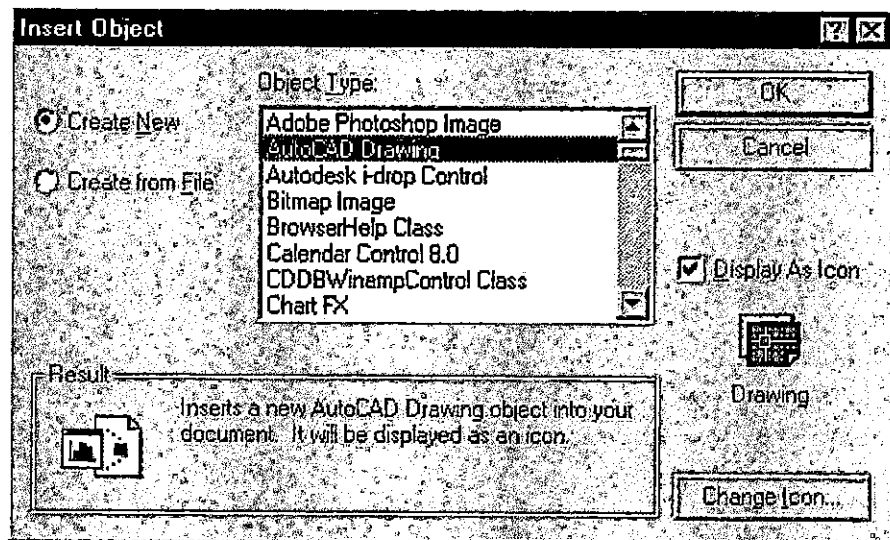 Insert Object
Object Type:
Create New
Create from File
Adobe Photoshop Image
AutoCAD Drawing
Autodesk i-drop Control
Bitmap Image
BrowserHelp Class
Calendar Control 8.0
CDDBWinampControl Class
Chart FX
OK
Cancel
Display As Icon
Drawing
Change Icon...
Result
Inserts a new AutoCAD Drawing object into your
document. It will be displayed as an icon.